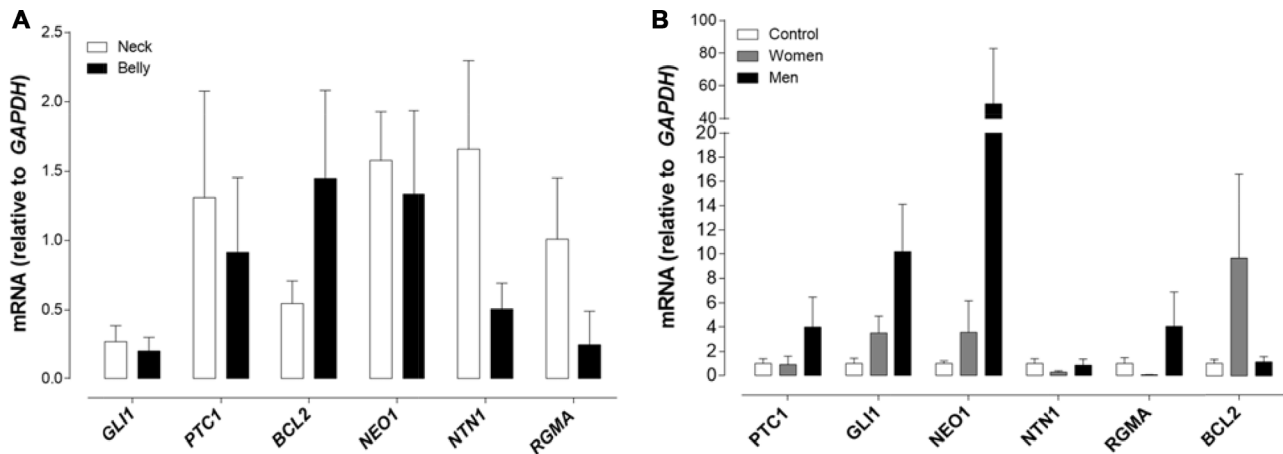 A
mRNA (relative to GAPDH)
2.5
2.0
1.5
1.0
0.5
0.0
Neck
Belly
GLI1
PTC1
BCL2
NEO1
NTN1
RGMA
B
mRNA (relative to GAPDH)
100
80
60
40
20
18
16
14
12
10
8
6
4
2
0
Control
Women
Men
PTC1
GLI1
NEO1
NTN1
RGMA
BCL2